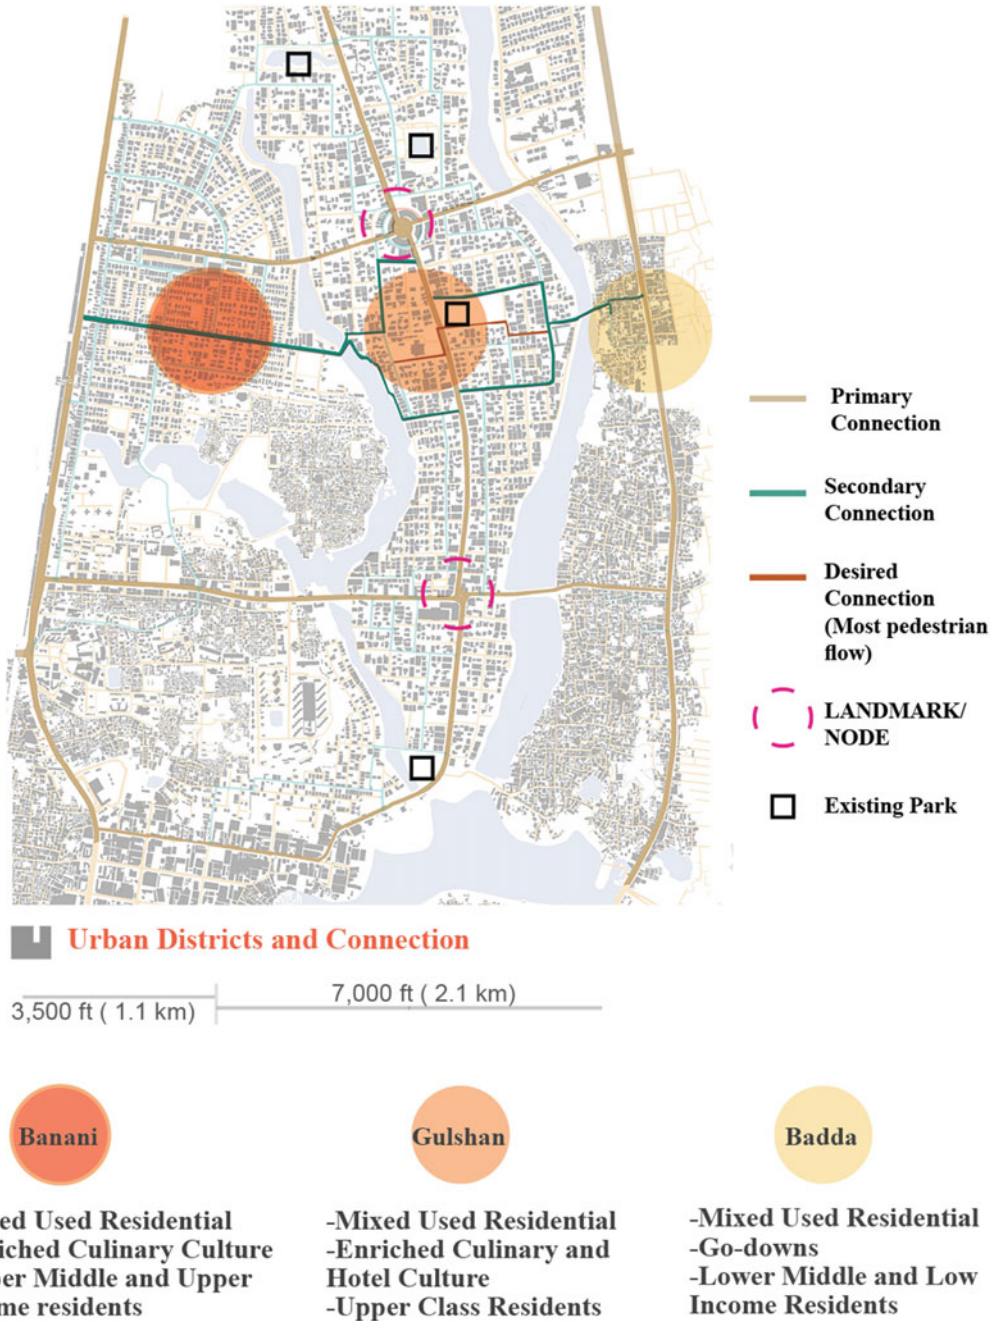 Primary
Connection
Secondary
Connection
Desired
Connection
(Most pedestrian
flow)
LANDMARK/
NODE
Existing Park
Urban Districts and Connection
3,500 ft ( 1.1 km)
7,000 ft ( 2.1 km)
Banani
ed Used Residential
iched Culinary Culture
er Middle and Upper
me residents
Gulshan
-Mixed Used Residential
-Enriched Culinary and
Hotel Culture
-Upper Class Residents
Badda
-Mixed Used Residential
-Go-downs
-Lower Middle and Low
Income Residents